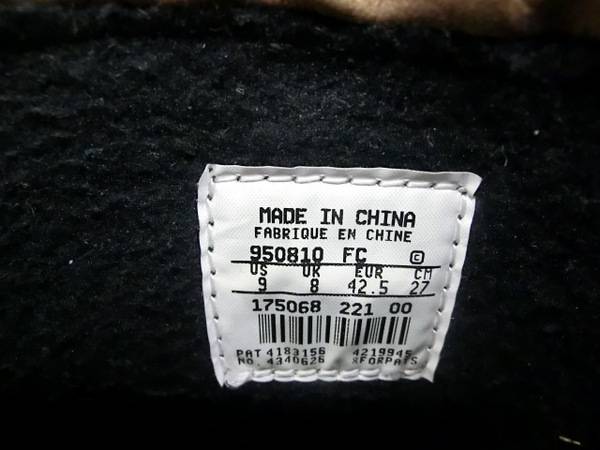 MADE IN CHINA
FABRIQUE EN CHINE
950810 FC ©
US UK EUR CM
9 8 42.5 27
175068 221 00
PAT 4183156 4219945
NO. 4340626 &FORPATS